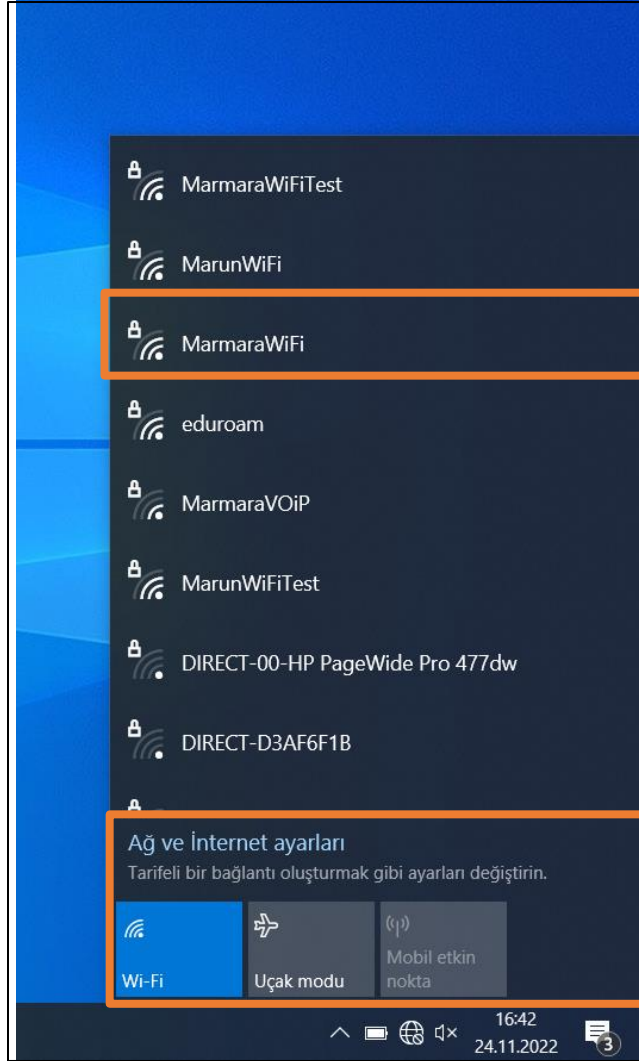 MarmaraWiFiTest
MarunWiFi
MarmaraWiFi
eduroam
MarmaraVOiP
MarunWiFiTest
DIRECT-00-HP PageWide Pro 477dw
DIRECT-D3AF6F1B
Ağ ve İnternet ayarları
Tarifeli bir bağlantı oluşturmak gibi ayarları değiştirin.
Wi-Fi
Uçak modu
Mobil etkin
nokta
16:42
24.11.2022
3